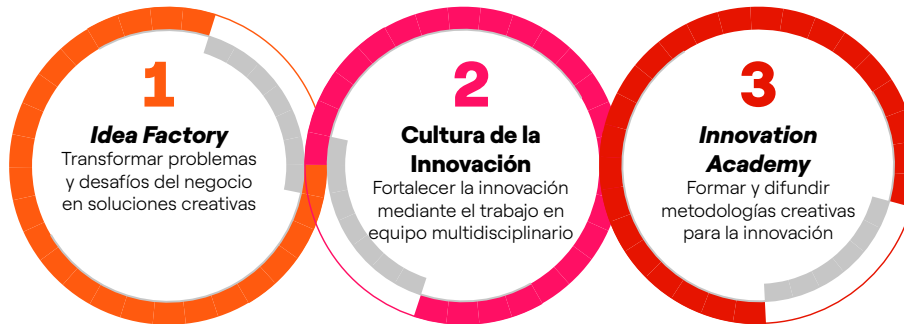 1
Idea Factory
Transformar problemas
y desafíos del negocio
en soluciones creativas
2
Cultura de la
Innovación
Fortalecer la innovación
mediante el trabajo en
equipo multidisciplinario
3
Innovation
Academy
Formar y difundir
metodologías creativas
para la innovación